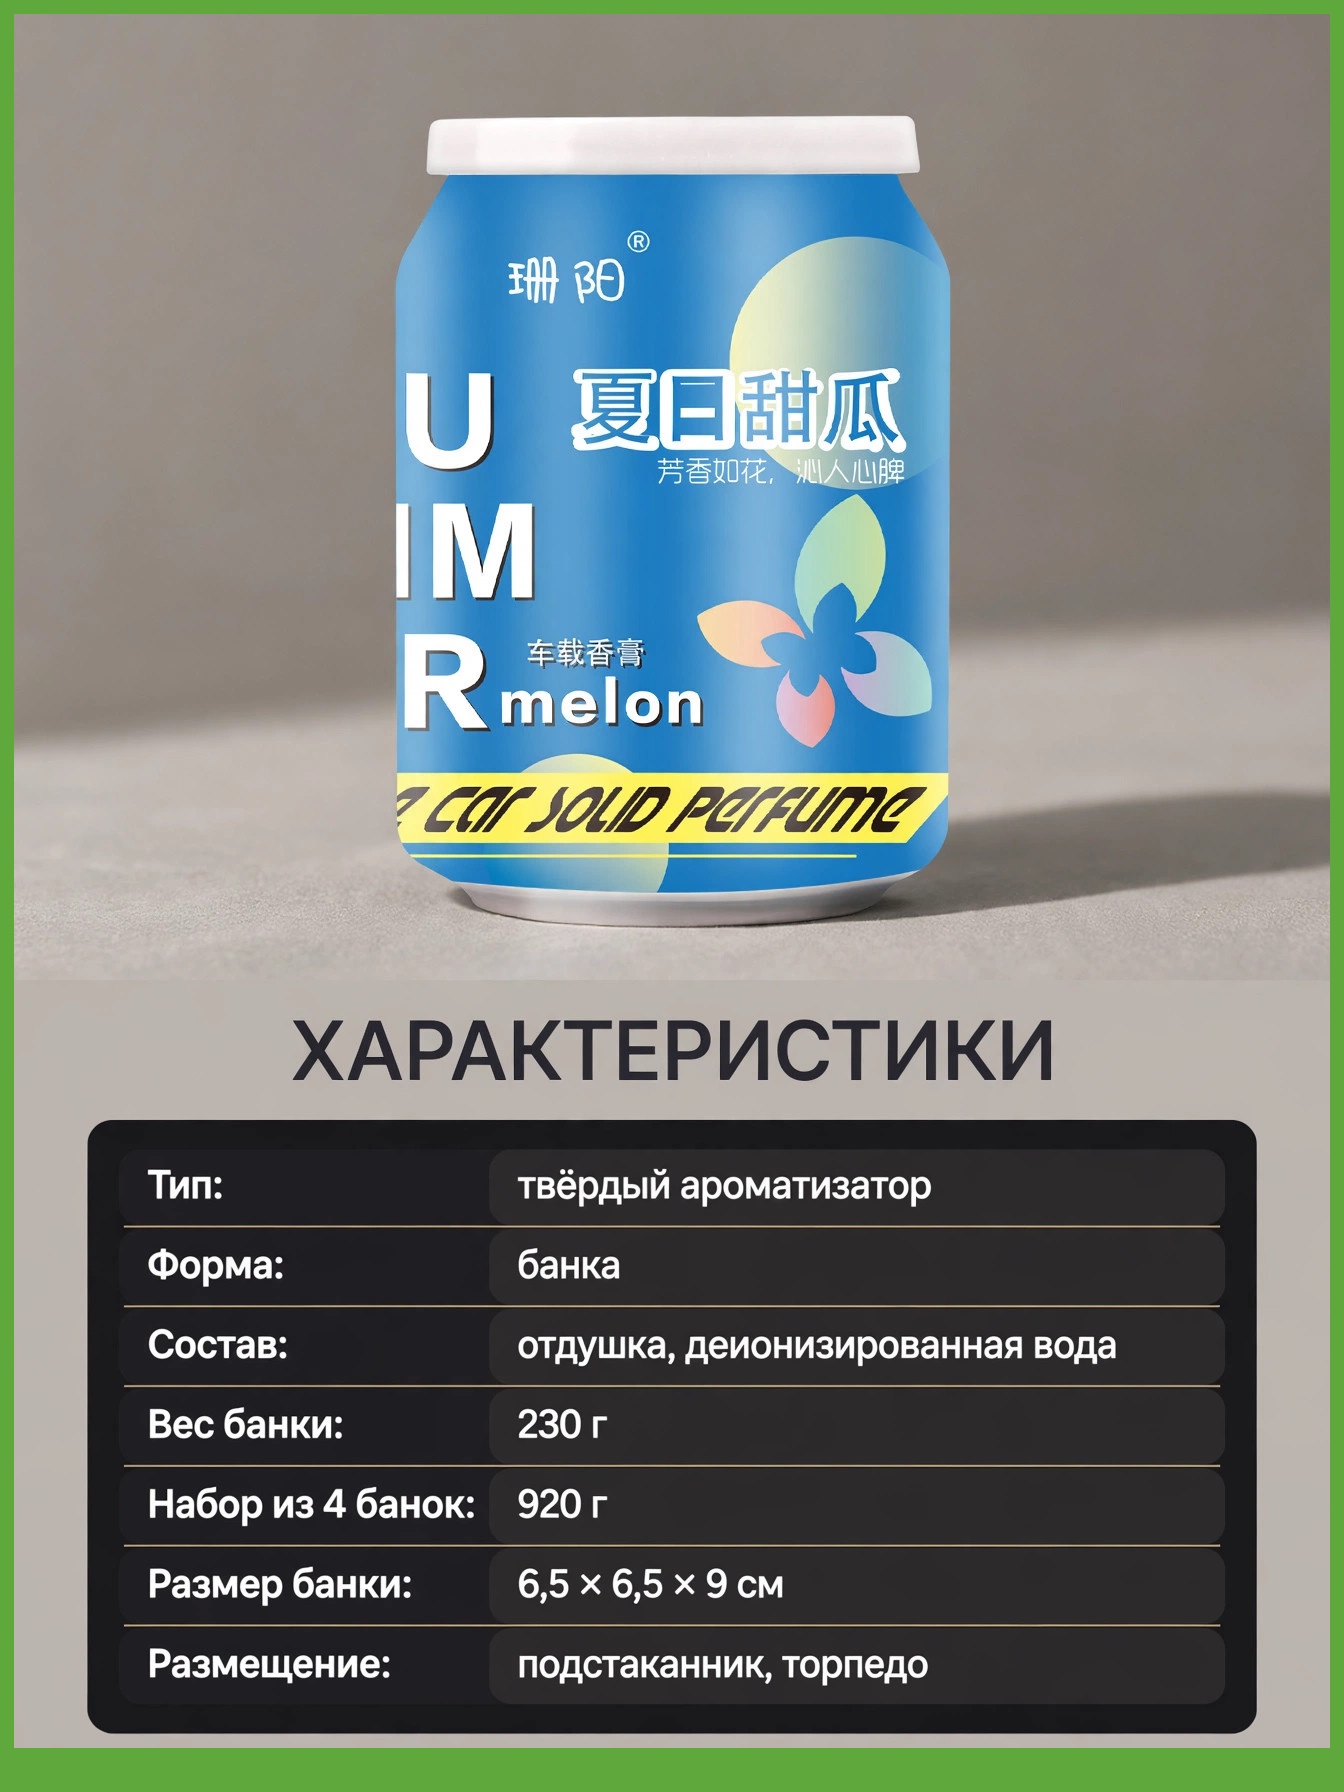 珊阳®
夏日甜瓜
芳香如花，沁人心脾
U
IM
R
车载香膏
melon
e car solid perfume
ХАРАКТЕРИСТИКИ
Тип: твёрдый ароматизатор
Форма: банка
Состав: отдушка, деионизированная вода
Вес банки: 230 г
Набор из 4 банок: 920 г
Размер банки: 6,5 × 6,5 × 9 см
Размещение: подстаканник, торпедо